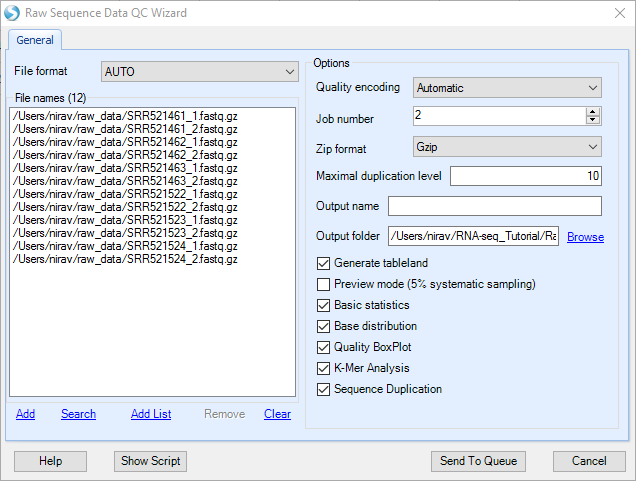 Raw Sequence Data QC Wizard
General
File format AUTO
File names (12)
/Users/nirav/raw_data/SRR521461_1.fastq.gz
/Users/nirav/raw_data/SRR521461_2.fastq.gz
/Users/nirav/raw_data/SRR521462_1.fastq.gz
/Users/nirav/raw_data/SRR521462_2.fastq.gz
/Users/nirav/raw_data/SRR521463_1.fastq.gz
/Users/nirav/raw_data/SRR521463_2.fastq.gz
/Users/nirav/raw_data/SRR521522_1.fastq.gz
/Users/nirav/raw_data/SRR521522_2.fastq.gz
/Users/nirav/raw_data/SRR521523_1.fastq.gz
/Users/nirav/raw_data/SRR521523_2.fastq.gz
/Users/nirav/raw_data/SRR521524_1.fastq.gz
/Users/nirav/raw_data/SRR521524_2.fastq.gz
Add Search Add List Remove Clear
Options
Quality encoding Automatic
Job number 2
Zip format Gzip
Maximal duplication level 10
Output name
Output folder /Users/nirav/RNA-seq_Tutorial/Ra Browse
Generate tableland
Preview mode (5% systematic sampling)
Basic statistics
Base distribution
Quality BoxPlot
K-Mer Analysis
Sequence Duplication
Help Show Script Send To Queue Cancel